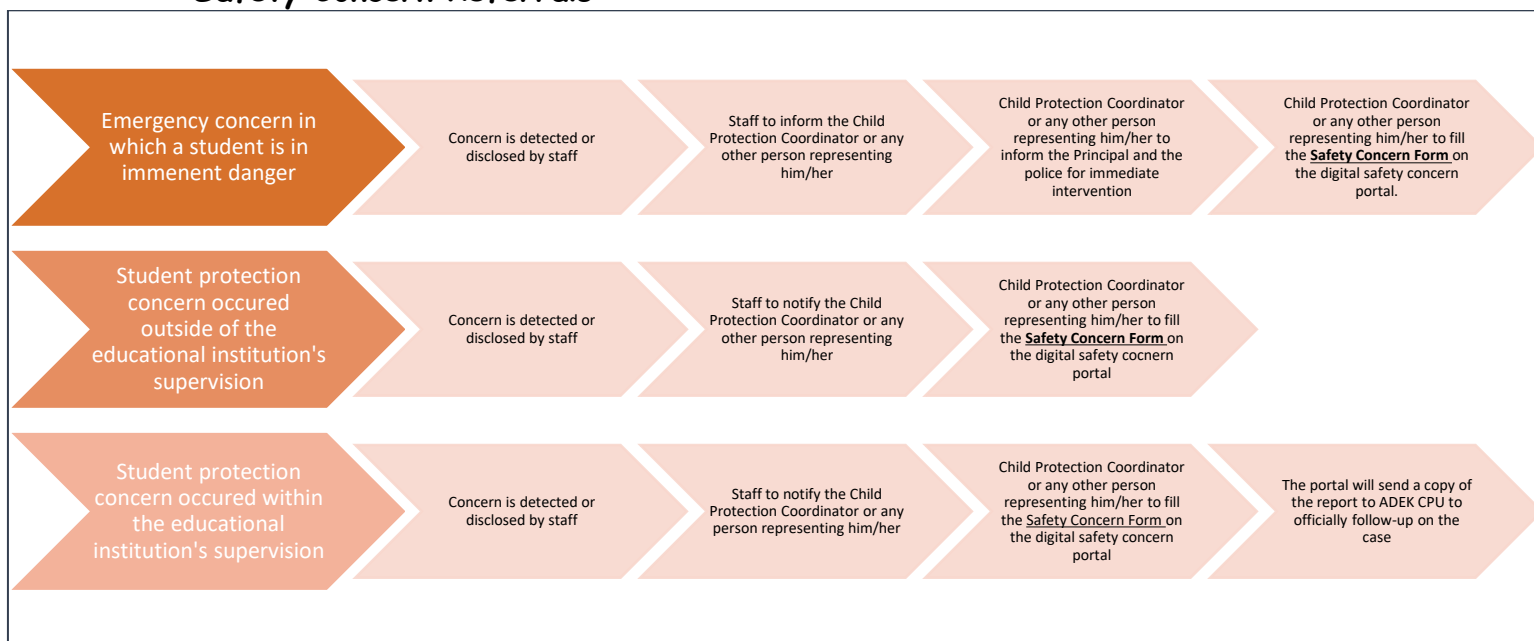 Safety Concern Referrals
Emergency concern in
which a student is in
immenent danger
Concern is detected or
disclosed by staff
Staff to inform the Child
Protection Coordinator or any
other person representing
him/her
Child Protection Coordinator
or any other person
representing him/her to
inform the Principal and the
police for immediate
intervention
Child Protection Coordinator
or any other person
representing him/her to fill
the Safety Concern Form on
the digital safety concern
portal.
Student protection
concern occured
outside of the
educational institution's
supervision
Concern is detected or
disclosed by staff
Staff to notify the Child
Protection Coordinator or any
other person representing
him/her
Child Protection Coordinator
or any other person
representing him/her to fill
the Safety Concern Form on
the digital safety cocnern
portal
Student protection
concern occured within
the educational
institution's supervision
Concern is detected or
disclosed by staff
Staff to notify the Child
Protection Coordinator or any
person representing him/her
Child Protection Coordinator
or any other person
representing him/her to fill
the Safety Concern Form on
the digital safety concern
portal
The portal will send a copy of
the report to ADEK CPU to
officially follow-up on the
case